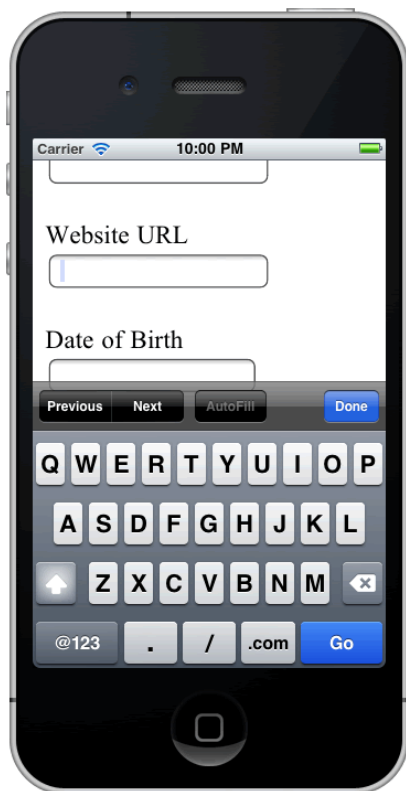 Carrier 10:00 PM
Website URL
Date of Birth
Previous Next AutoFill Done
Q W E R T Y U I O P
A S D F G H J K L
Z X C V B N M
@123 . / .com Go